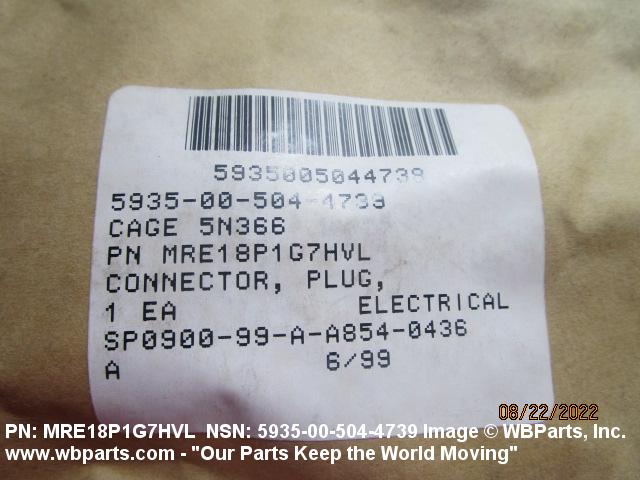 5935005044739
5935-00-504-4739
CAGE 5N366
PN MRE18P1G7HVL
CONNECTOR, PLUG,
1 EA ELECTRICAL
SP0900-99-A-A854-0436
A 6/99
08/22/2022
PN: MRE18P1G7HVL NSN: 5935-00-504-4739 Image © WBParts, Inc.
www.wbparts.com - "Our Parts Keep the World Moving"